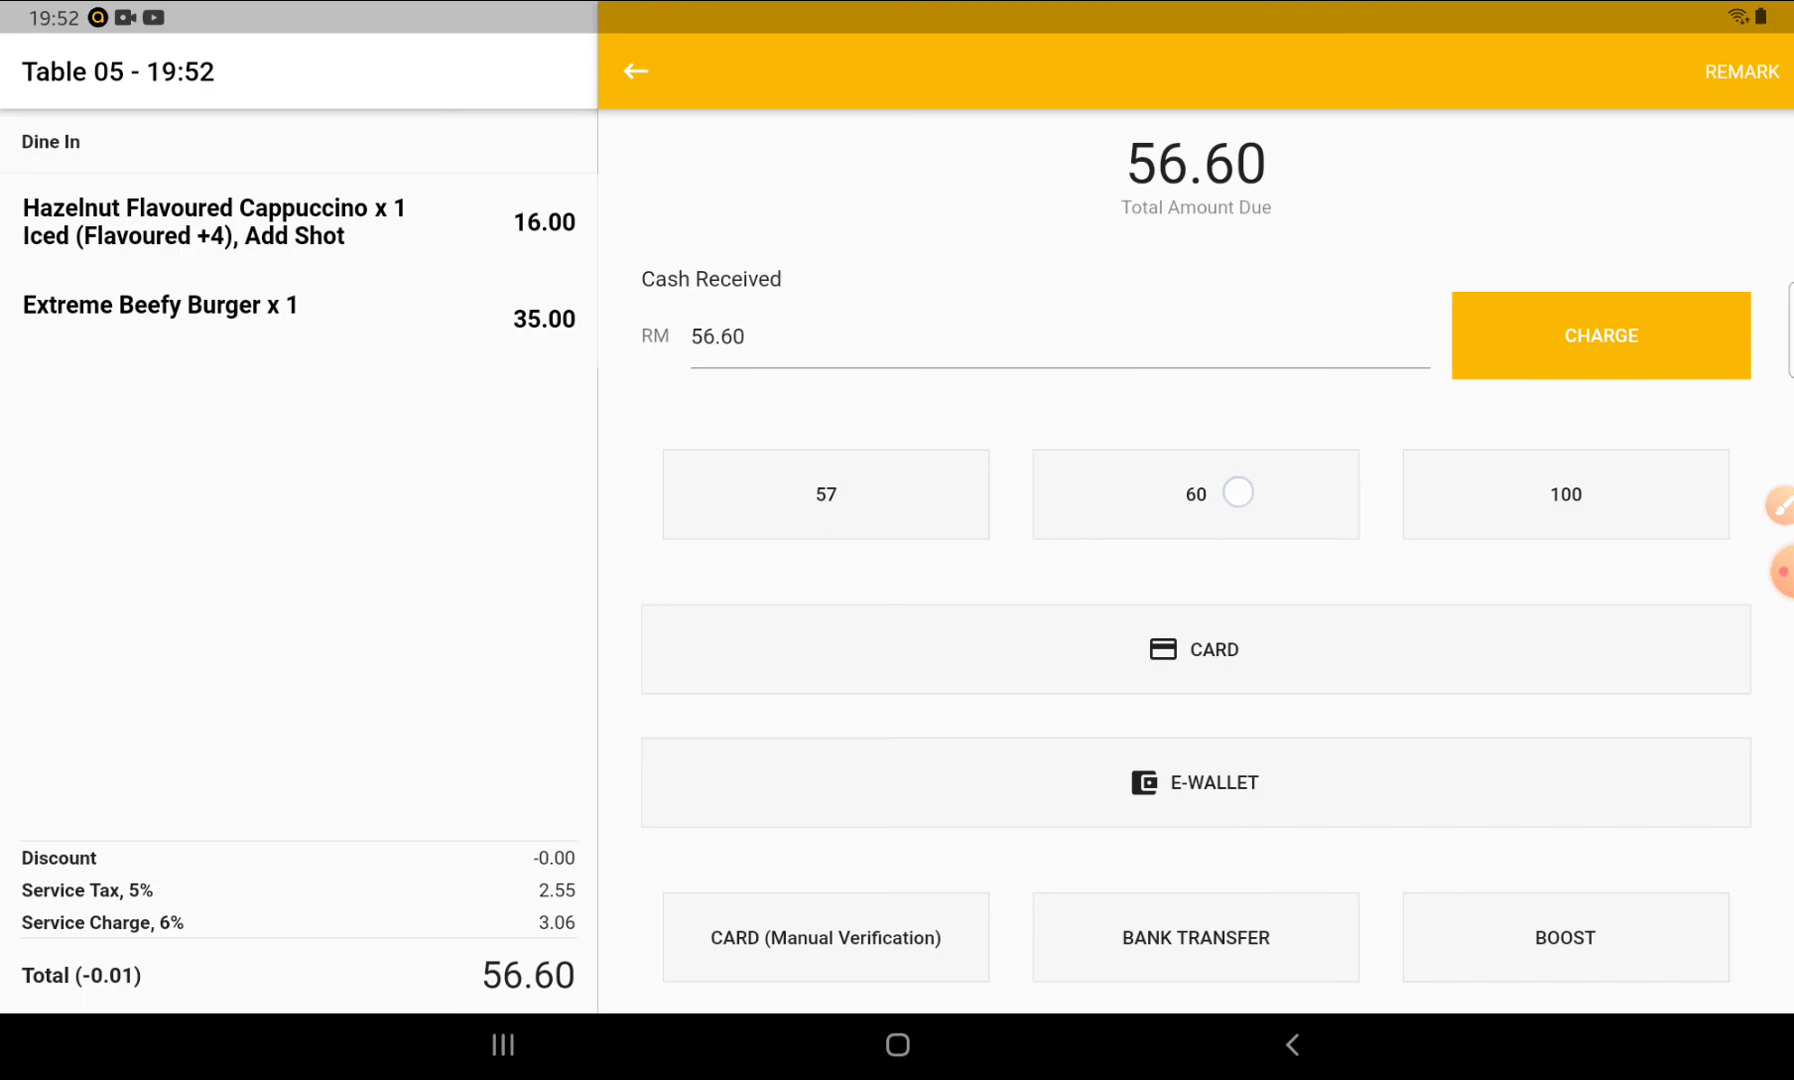 19:52
Table 05 - 19:52
REMARK
Dine In
Hazelnut Flavoured Cappuccino x 1
Iced (Flavoured +4), Add Shot
16.00
Extreme Beefy Burger x 1
35.00
Discount
-0.00
Service Tax, 5%
2.55
Service Charge, 6%
3.06
Total (-0.01)
56.60
56.60
Total Amount Due
Cash Received
RM 56.60
CHARGE
57
60
100
CARD
E-WALLET
CARD (Manual Verification)
BANK TRANSFER
BOOST